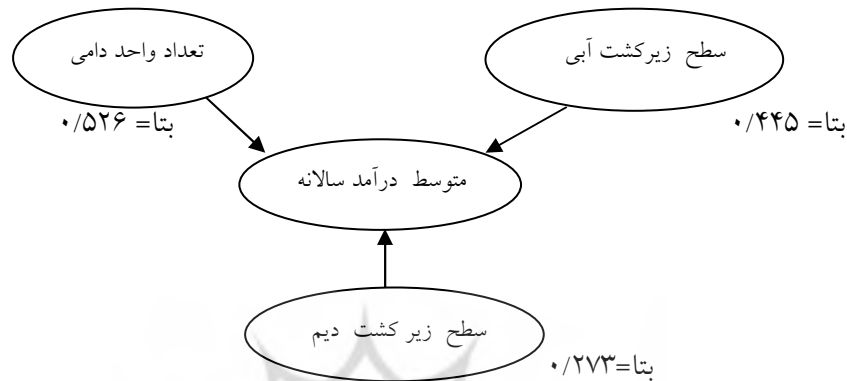 سطح زیرکشت آبی
تعداد واحد دامی
بتا= ۰/۴۴۵
بتا= ۰/۵۲۶
متوسط درآمد سالانه
سطح زیر کشت دیم
بتا=۰/۲۷۳